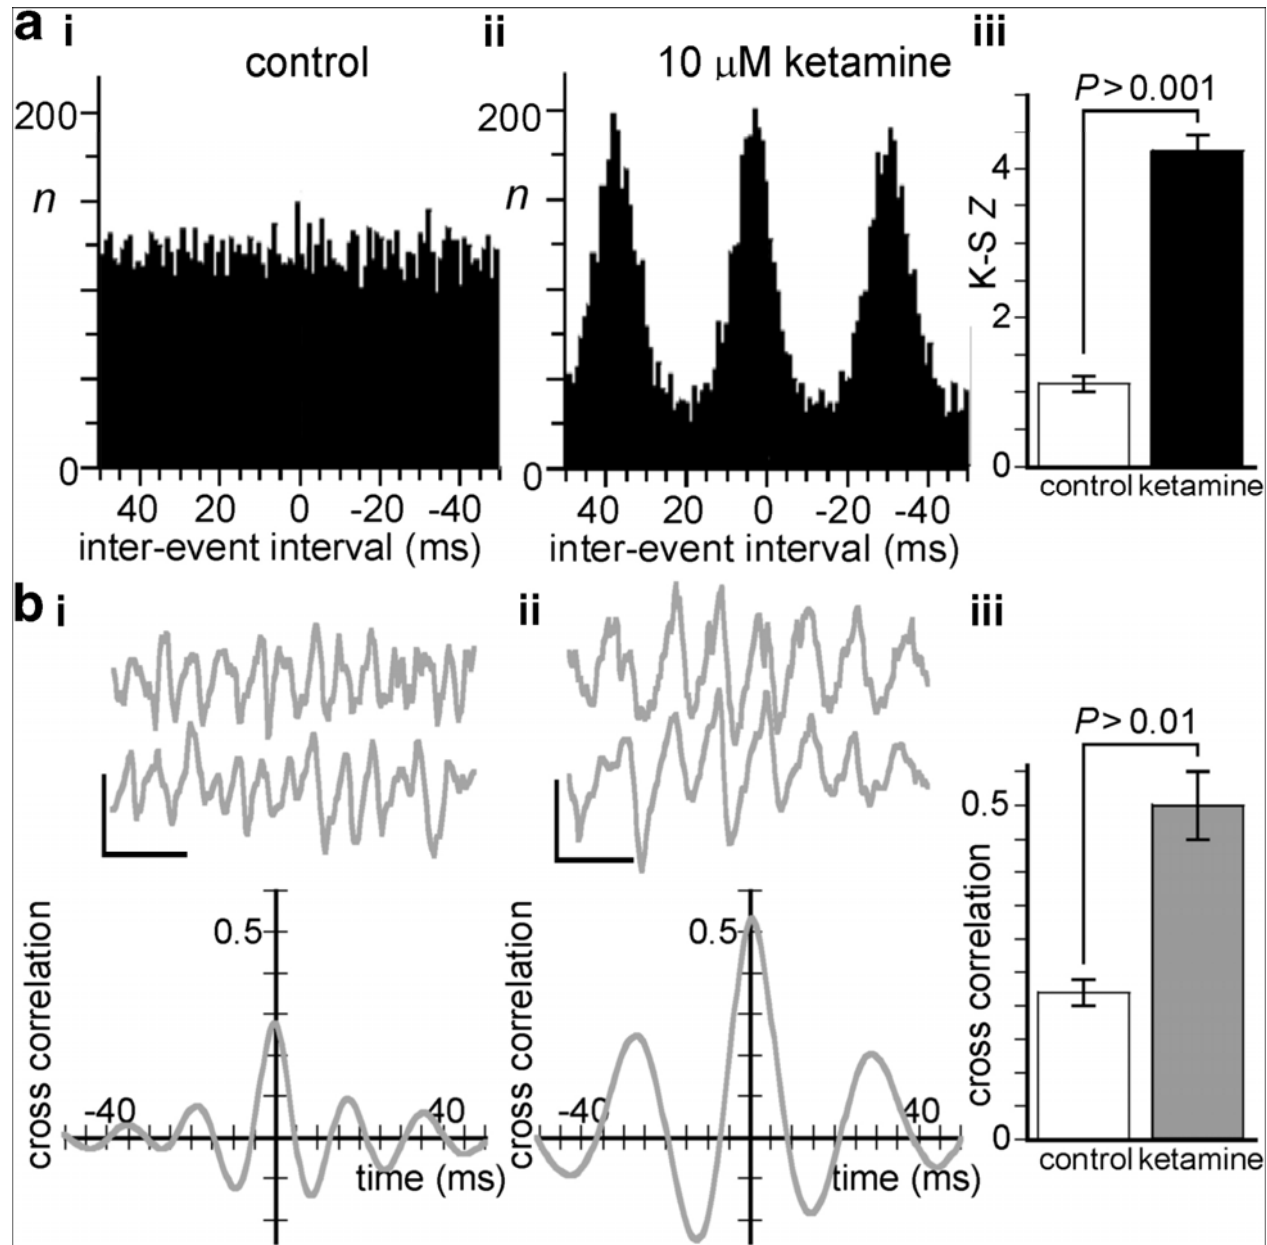 a i
control
200
n
0
40 20 0 -20 -40
inter-event interval (ms)
ii
10 μM ketamine
200
n
0
40 20 0 -20 -40
inter-event interval (ms)
iii
P > 0.001
4
K-S Z
2
0
control ketamine
b i
0.5
cross correlation
-40 40
time (ms)
ii
0.5
cross correlation
-40 40
time (ms)
iii
P > 0.01
0.5
cross correlation
0
control ketamine